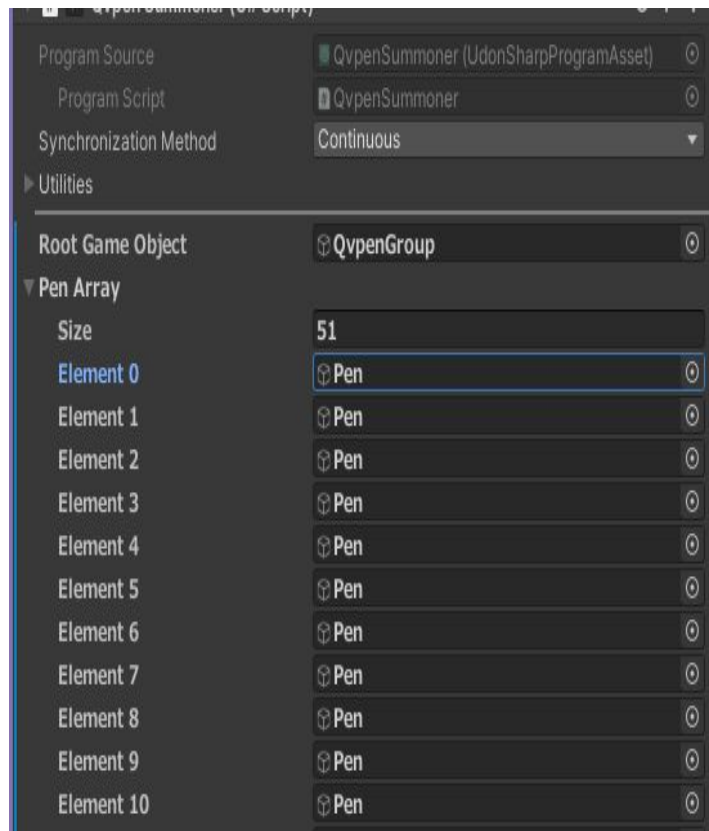 Program Source QvpenSummoner (UdonSharpProgramAsset)
Program Script QvpenSummoner
Synchronization Method Continuous
Utilities
Root Game Object QvpenGroup
Pen Array
Size 51
Element 0 Pen
Element 1 Pen
Element 2 Pen
Element 3 Pen
Element 4 Pen
Element 5 Pen
Element 6 Pen
Element 7 Pen
Element 8 Pen
Element 9 Pen
Element 10 Pen